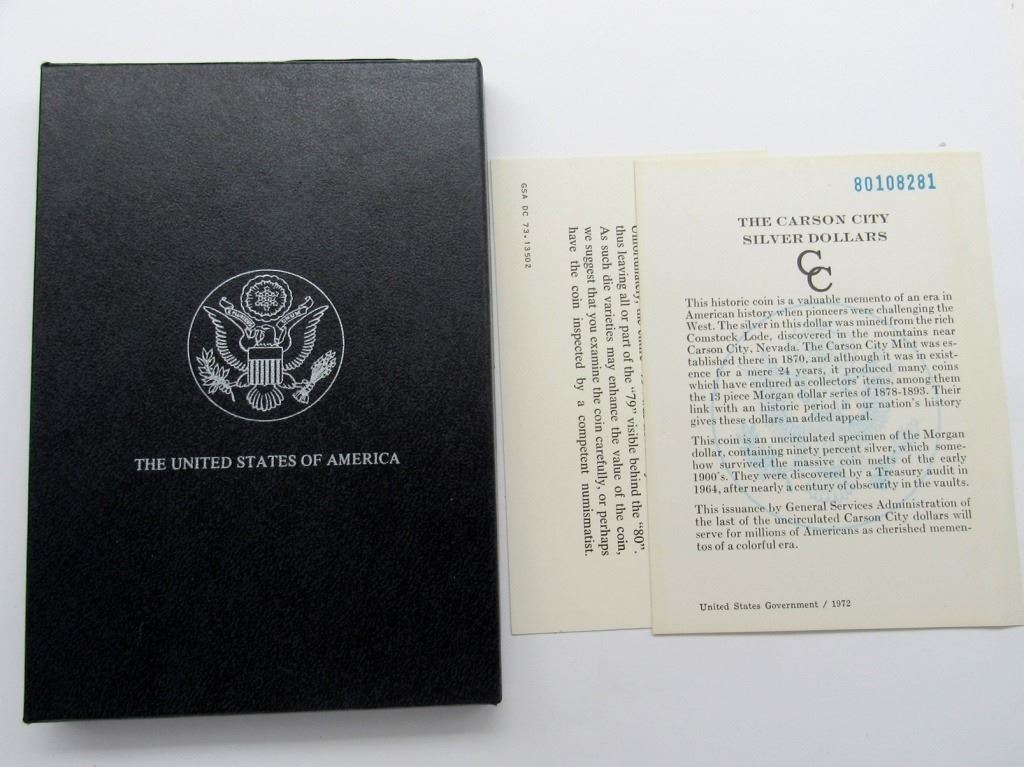 THE UNITED STATES OF AMERICA
GSA DC 73-13502
thus leaving all or part of the "79" visible behind the "80".
As such die varieties may enhance the value of the coin,
we suggest that you examine the coin carefully, or perhaps
have the coin inspected by a competent numismatist.
80108281
THE CARSON CITY
SILVER DOLLARS
CC
This historic coin is a valuable memento of an era in
American history when pioneers were challenging the
West. The silver in this dollar was mined from the rich
Comstock Lode, discovered in the mountains near
Carson City, Nevada. The Carson City Mint was es-
tablished there in 1870, and although it was in exist-
ence for a mere 24 years, it produced many coins
which have endured as collectors' items, among them
the 13 piece Morgan dollar series of 1878-1893. Their
link with an historic period in our nation's history
gives these dollars an added appeal.
This coin is an uncirculated specimen of the Morgan
dollar, containing ninety percent silver, which some-
how survived the massive coin melts of the early
1900's. They were discovered by a Treasury audit in
1964, after nearly a century of obscurity in the vaults.
This issuance by General Services Administration of
the last of the uncirculated Carson City dollars will
serve for millions of Americans as cherished memen-
tos of a colorful era.
United States Government / 1972